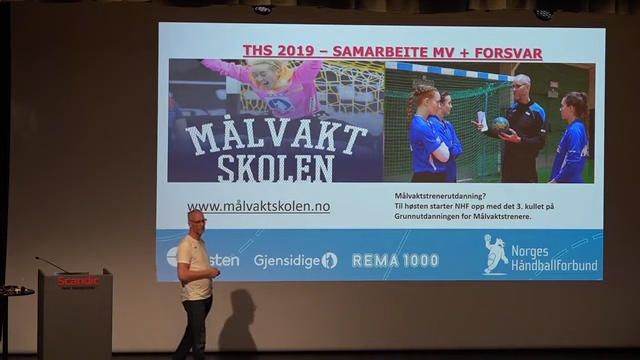 THS 2019 – SAMARBEITE MV + FORSVAR
MÅLVAKT
SKOLEN
www.målvaktskolen.no
Målvaktstrenerutdanning?
Til høsten starter NHF opp med det 3. kullet på
Grunnutdanningen for Målvaktstrenere.
Gjensidige
REMA 1000
Norges
Håndballforbund
Scandic